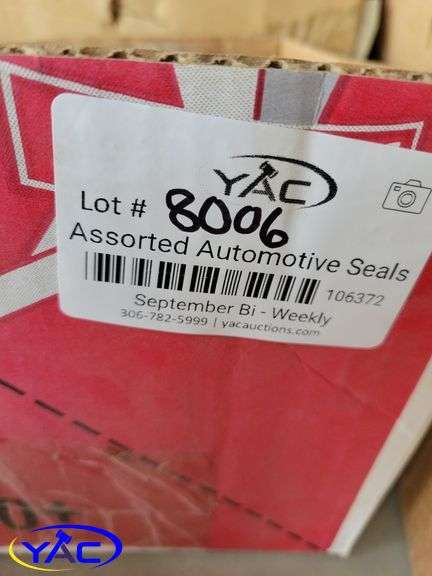 YAC
Lot # 8006
Assorted Automotive Seals
106372
September Bi - Weekly
306-782-5999 | yacauctions.com
YAC